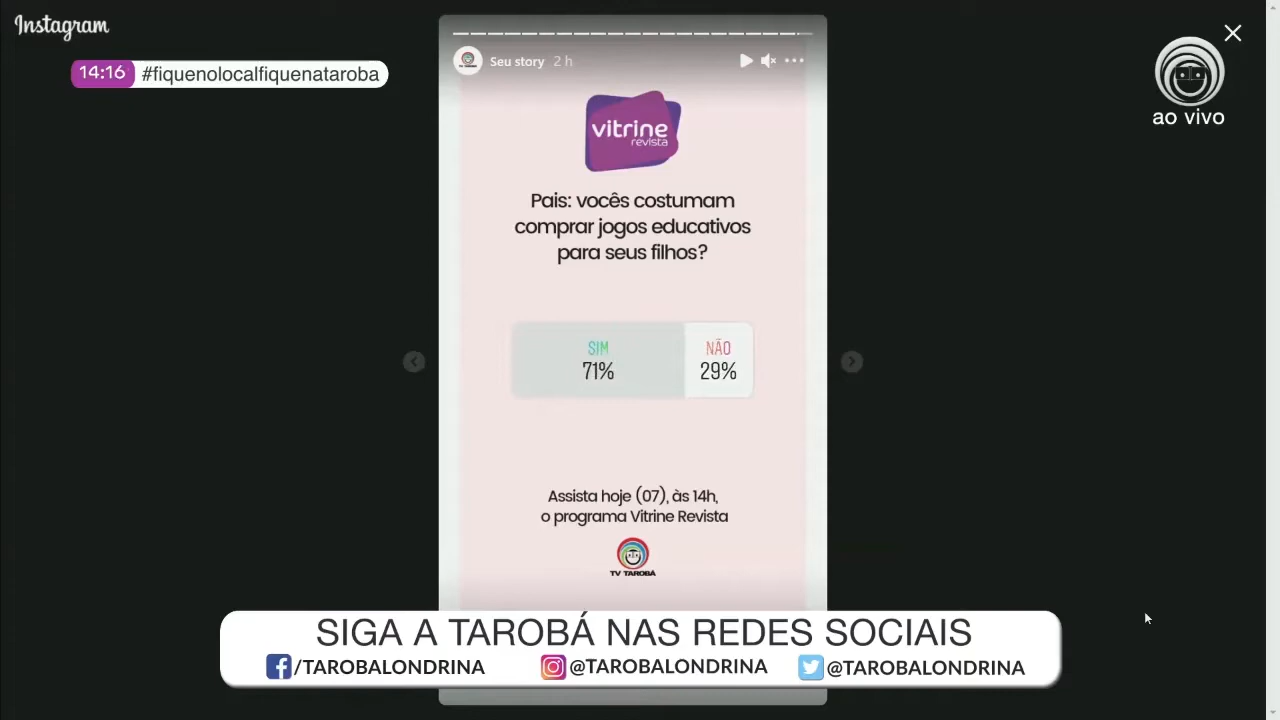 Instagram
14:16 #fiquenolocalfiquenataroba
ao vivo
Seu story 2 h
vitrine
revista
Pais: vocês costumam
comprar jogos educativos
para seus filhos?
SIM NÃO
71% 29%
Assista hoje (07), às 14h,
o programa Vitrine Revista
TV TAROBÁ
SIGA A TAROBÁ NAS REDES SOCIAIS
/TAROBALONDRINA @TAROBALONDRINA @TAROBALONDRINA